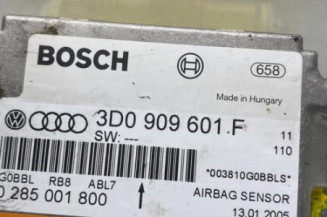 BOSCH
658
Made in Hungary
3D0 909 601 F
SW: ---
11
110
G0BBL RB8 ABL7
*003810G0BBLS*
0 285 001 800
AIRBAG SENSOR
13.01.2005